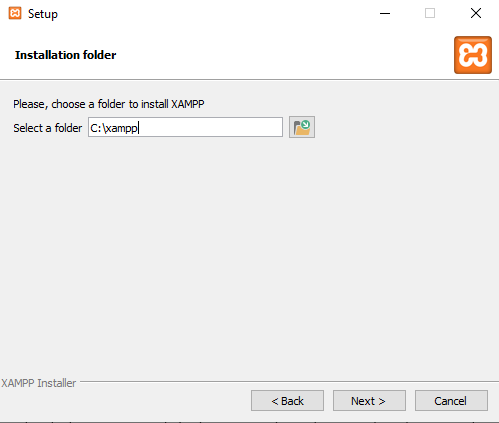 Setup
Installation folder
Please, choose a folder to install XAMPP
Select a folder C:\xampp
XAMPP Installer
< Back Next > Cancel